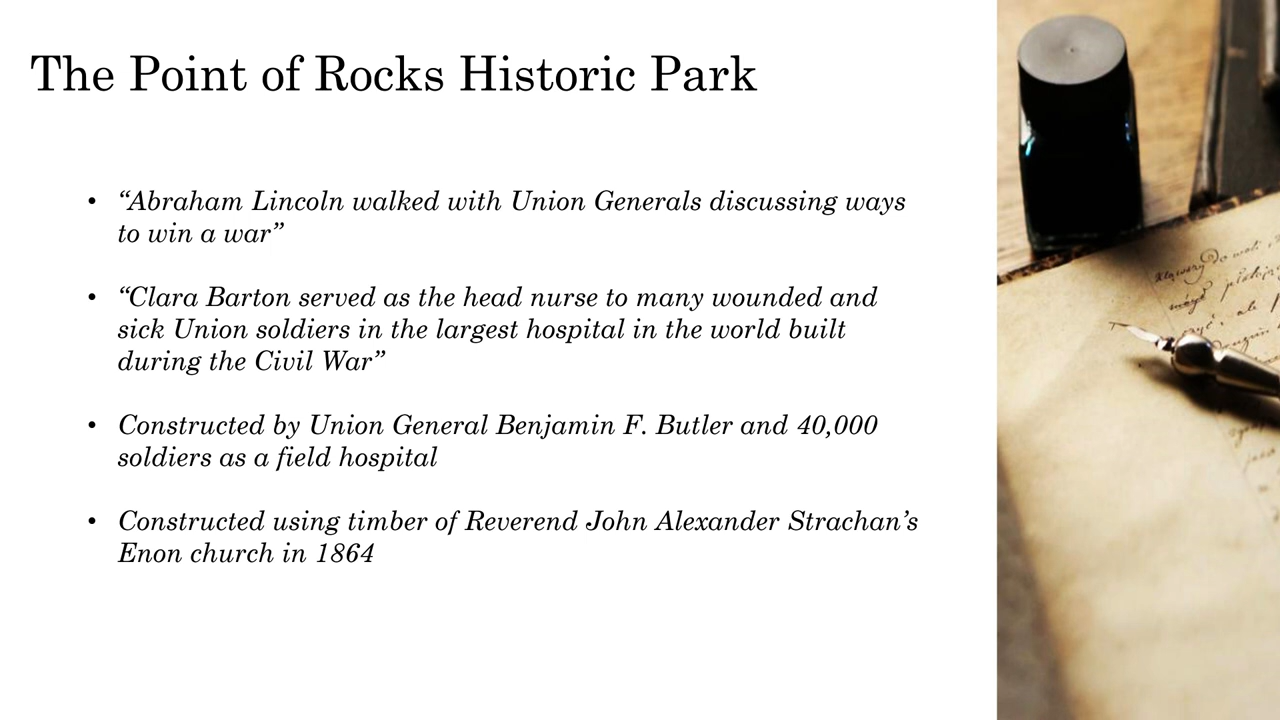 The Point of Rocks Historic Park
• “Abraham Lincoln walked with Union Generals discussing ways
to win a war”
• “Clara Barton served as the head nurse to many wounded and
sick Union soldiers in the largest hospital in the world built
during the Civil War”
• Constructed by Union General Benjamin F. Butler and 40,000
soldiers as a field hospital
• Constructed using timber of Reverend John Alexander Strachan’s
Enon church in 1864